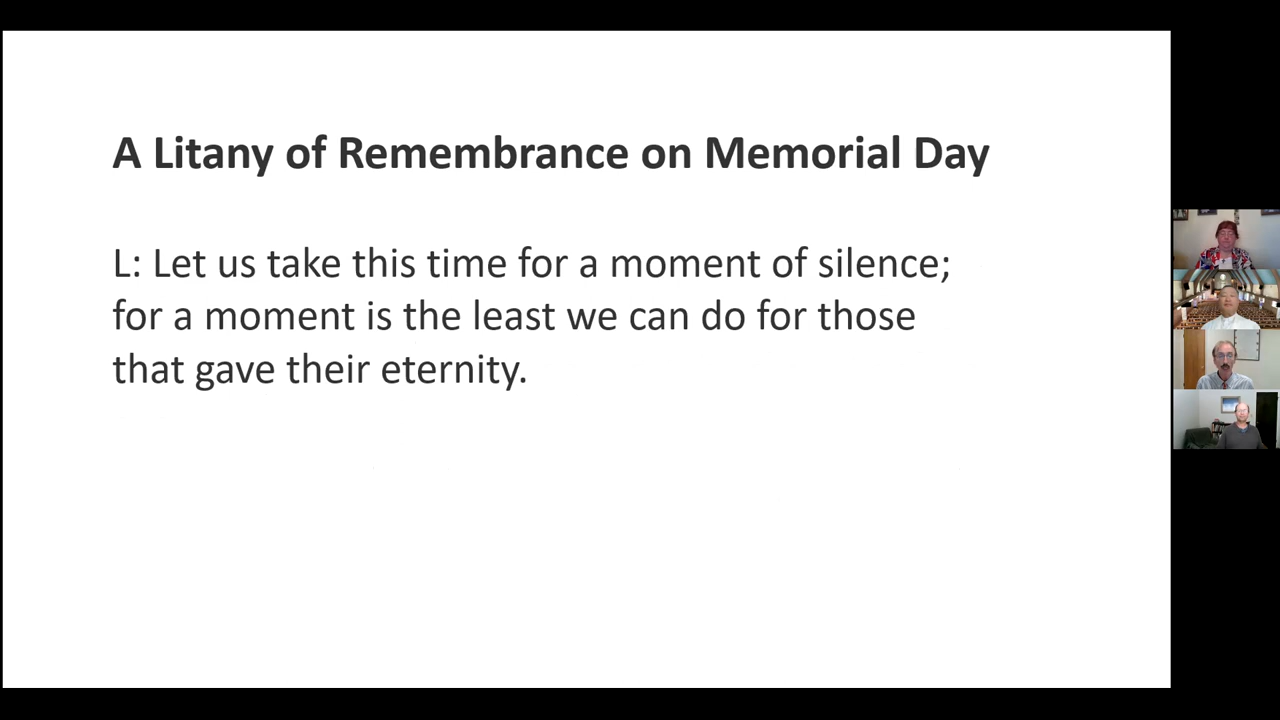 A Litany of Remembrance on Memorial Day
L: Let us take this time for a moment of silence;
for a moment is the least we can do for those
that gave their eternity.